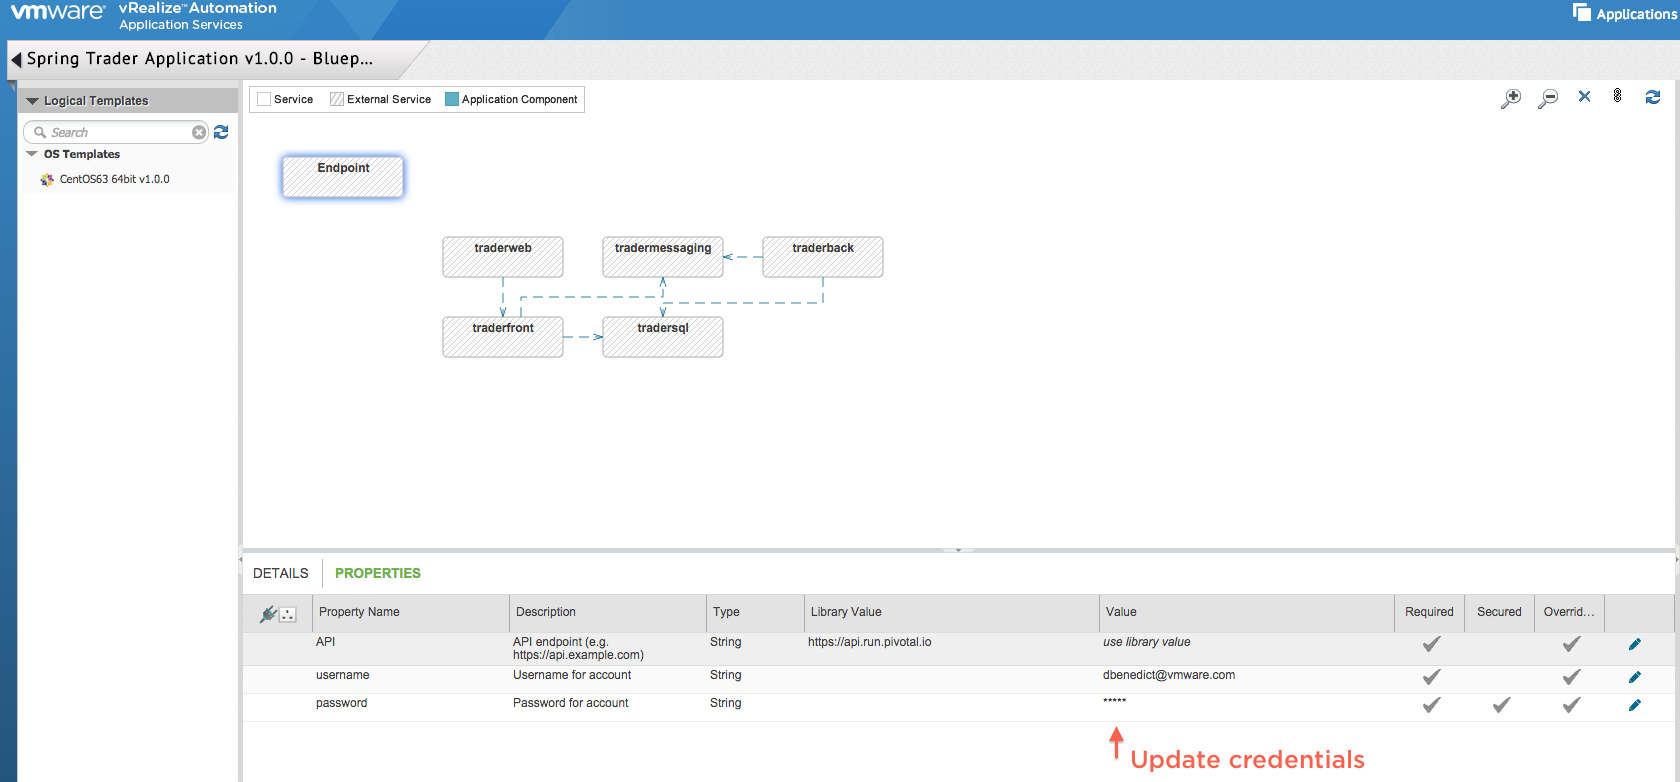 vmware® vRealize™ Automation
Application Services
Applications
Spring Trader Application v1.0.0 - Bluep...
Logical Templates
Search
OS Templates
CentOS63 64bit v1.0.0
Service External Service Application Component
Endpoint
traderweb tradermessaging traderback
traderfront tradersql
DETAILS PROPERTIES
Property Name Description Type Library Value Value Required Secured Overrid...
API API endpoint (e.g. String https://api.run.pivotal.io use library value
https://api.example.com)
username Username for account String dbenedict@vmware.com
password Password for account String *****
Update credentials